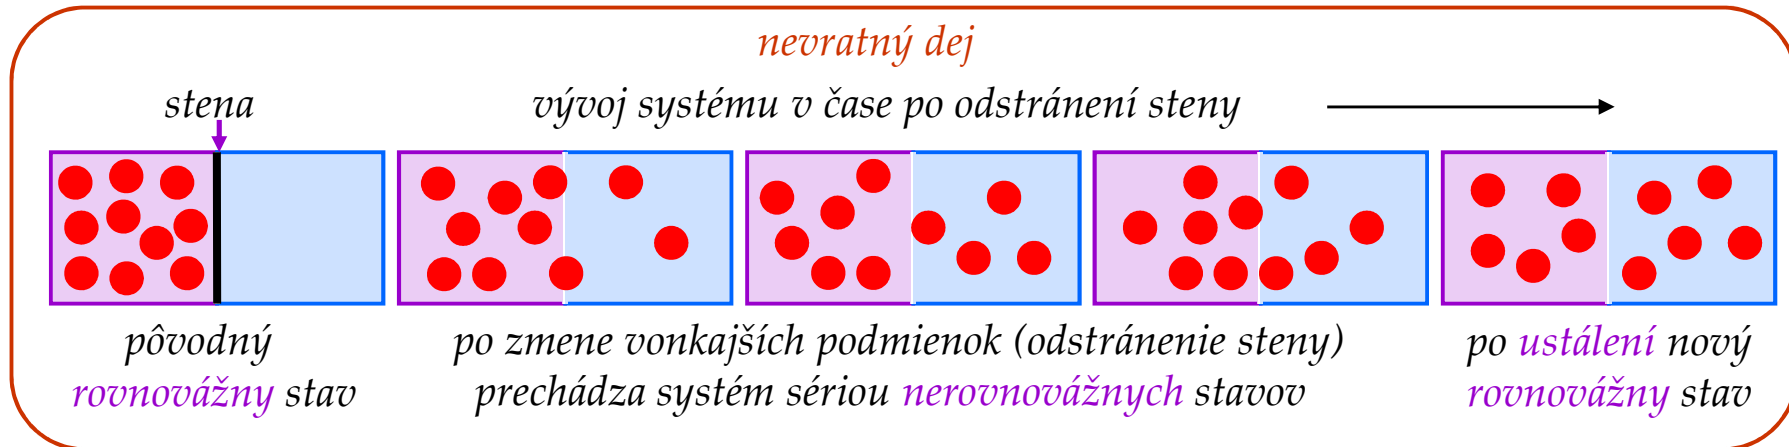 nevratný dej
stena
vývoj systému v čase po odstránení steny
pôvodný
rovnovážny stav
po zmene vonkajších podmienok (odstránenie steny)
prechádza systém sériou nerovnovážnych stavov
po ustálení nový
rovnovážny stav